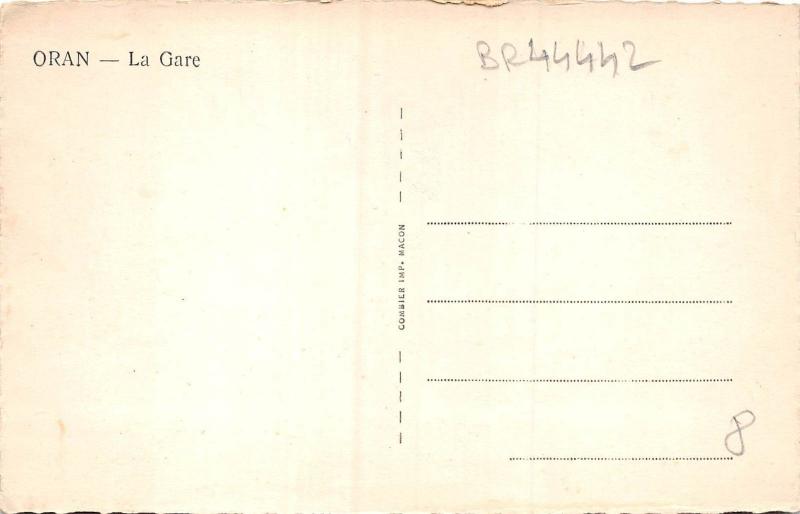 ORAN — La Gare
BR44442
COMBIER IMP. MACON
8